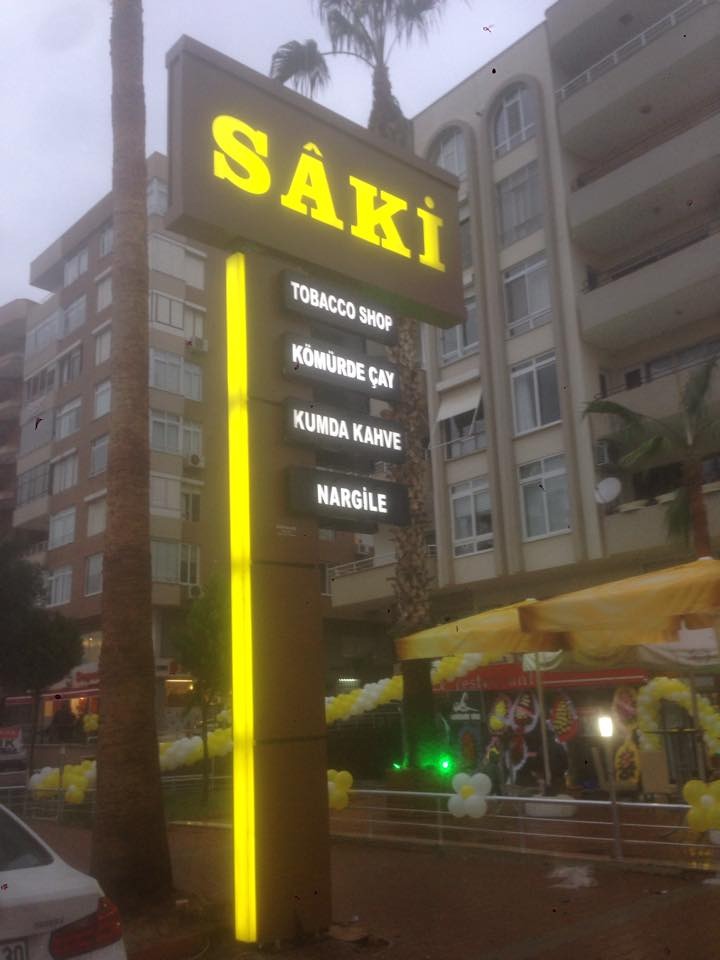 SÂKİ
TOBACCO SHOP
KÖMÜRDE ÇAY
KUMDA KAHVE
NARGİLE